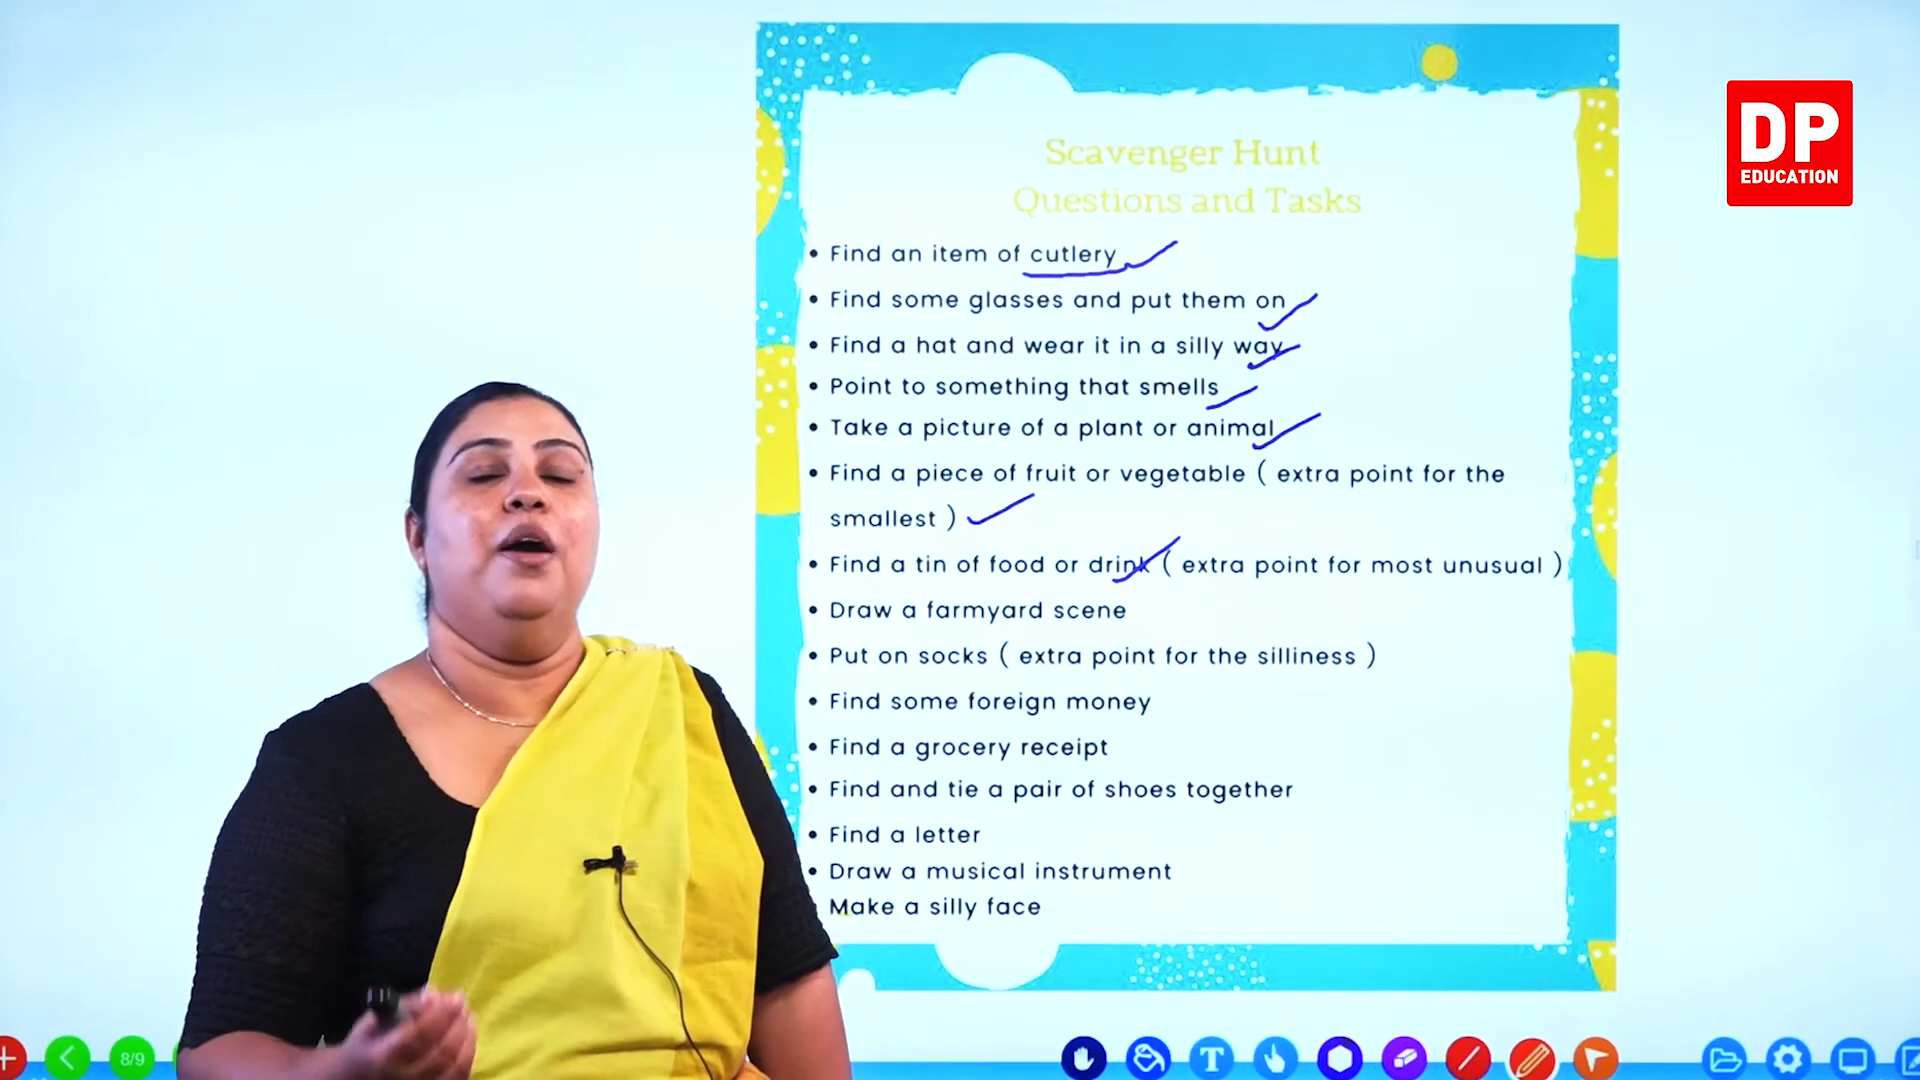 DP
EDUCATION
Scavenger Hunt
Questions and Tasks
• Find an item of cutlery
• Find some glasses and put them on
• Find a hat and wear it in a silly way
• Point to something that smells
• Take a picture of a plant or animal
• Find a piece of fruit or vegetable ( extra point for the
smallest )
• Find a tin of food or drink ( extra point for most unusual )
• Draw a farmyard scene
• Put on socks ( extra point for the silliness )
• Find some foreign money
• Find a grocery receipt
• Find and tie a pair of shoes together
• Find a letter
• Draw a musical instrument
Make a silly face
8/9
T